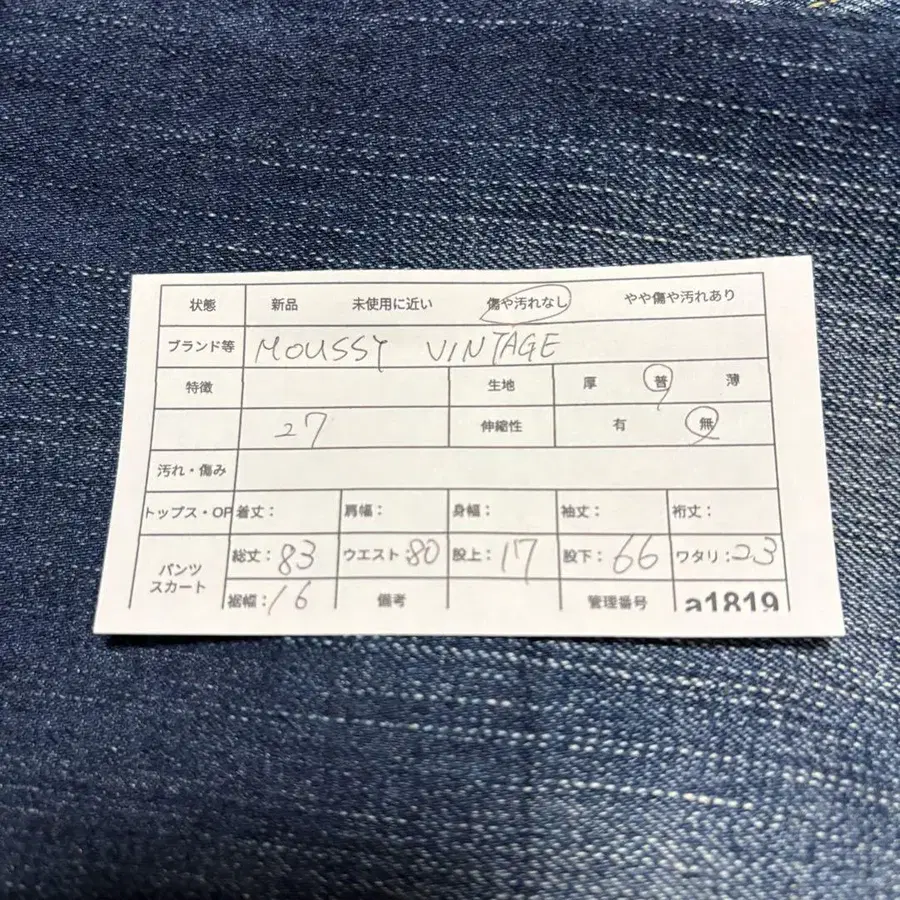 状態 新品 未使用に近い 傷や汚れなし やや傷や汚れあり
ブランド等 MOUSSY VINTAGE
特徴 生地 厚 普 薄
27 伸縮性 有 無
汚れ・傷み
トップス・OP 着丈: 肩幅: 身幅: 袖丈: 裄丈:
パンツ スカート 総丈:83 ウエスト:80 股上:17 股下:66 ワタリ:23
裾幅:16 備考 管理番号 a1819